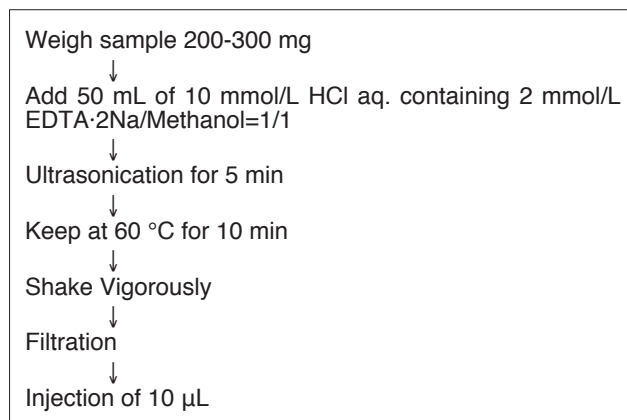 Weigh sample 200-300 mg
↓
Add 50 mL of 10 mmol/L HCl aq. containing 2 mmol/L
EDTA·2Na/Methanol=1/1
↓
Ultrasonication for 5 min
↓
Keep at 60 °C for 10 min
↓
Shake Vigorously
↓
Filtration
↓
Injection of 10 μL